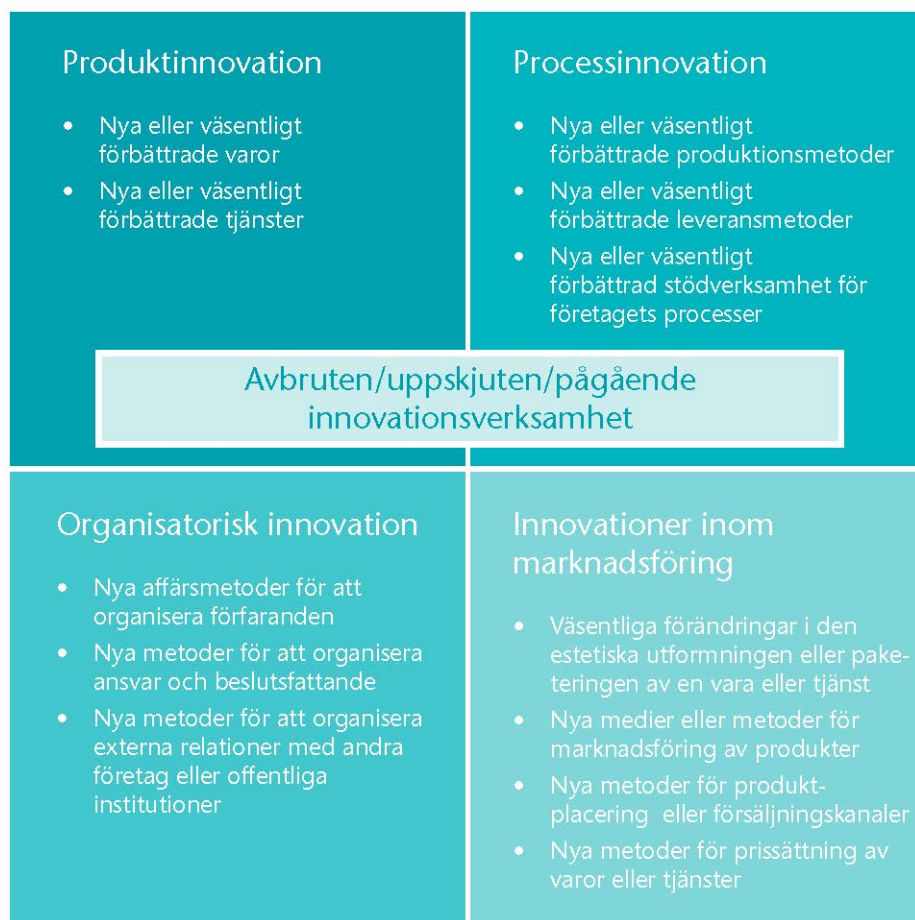 Produktinnovation
• Nya eller väsentligt
förbättrade varor
• Nya eller väsentligt
förbättrade tjänster
Processinnovation
• Nya eller väsentligt
förbättrade produktionsmetoder
• Nya eller väsentligt
förbättrade leveransmetoder
• Nya eller väsentligt
förbättrad stödverksamhet för
företagets processer
Avbruten/uppskjuten/pågående
innovationsverksamhet
Organisatorisk innovation
• Nya affärsmetoder för att
organisera förfaranden
• Nya metoder för att organisera
ansvar och beslutsfattande
• Nya metoder för att organisera
externa relationer med andra
företag eller offentliga
institutioner
Innovationer inom
marknadsföring
• Väsentliga förändringar i den
estetiska utformningen eller pake-
teringen av en vara eller tjänst
• Nya medier eller metoder för
marknadsföring av produkter
• Nya metoder för produkt-
placering eller försäljningskanaler
• Nya metoder för prissättning av
varor eller tjänster